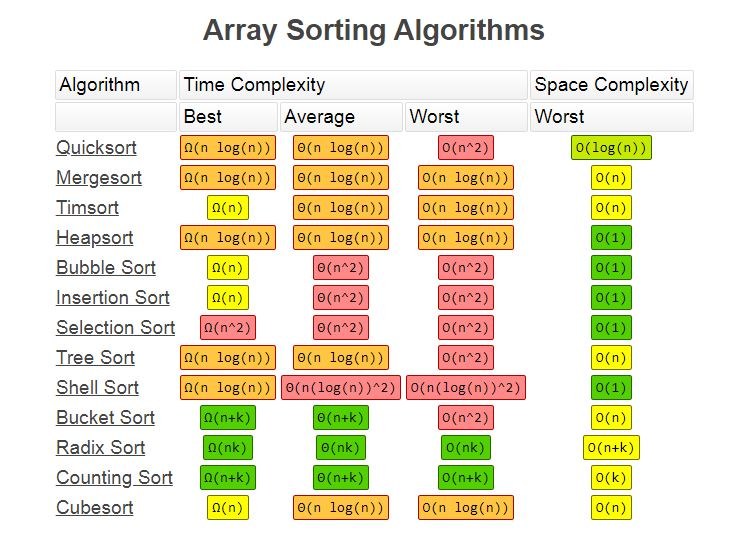 Array Sorting Algorithms
Algorithm Time Complexity Space Complexity
Best Average Worst Worst
Quicksort Ω(n log(n)) Θ(n log(n)) O(n^2) O(log(n))
Mergesort Ω(n log(n)) Θ(n log(n)) O(n log(n)) O(n)
Timsort Ω(n) Θ(n log(n)) O(n log(n)) O(n)
Heapsort Ω(n log(n)) Θ(n log(n)) O(n log(n)) O(1)
Bubble Sort Ω(n) Θ(n^2) O(n^2) O(1)
Insertion Sort Ω(n) Θ(n^2) O(n^2) O(1)
Selection Sort Ω(n^2) Θ(n^2) O(n^2) O(1)
Tree Sort Ω(n log(n)) Θ(n log(n)) O(n^2) O(n)
Shell Sort Ω(n log(n)) Θ(n(log(n))^2) O(n(log(n))^2) O(1)
Bucket Sort Ω(n+k) Θ(n+k) O(n^2) O(n)
Radix Sort Ω(nk) Θ(nk) O(nk) O(n+k)
Counting Sort Ω(n+k) Θ(n+k) O(n+k) O(k)
Cubesort Ω(n) Θ(n log(n)) O(n log(n)) O(n)